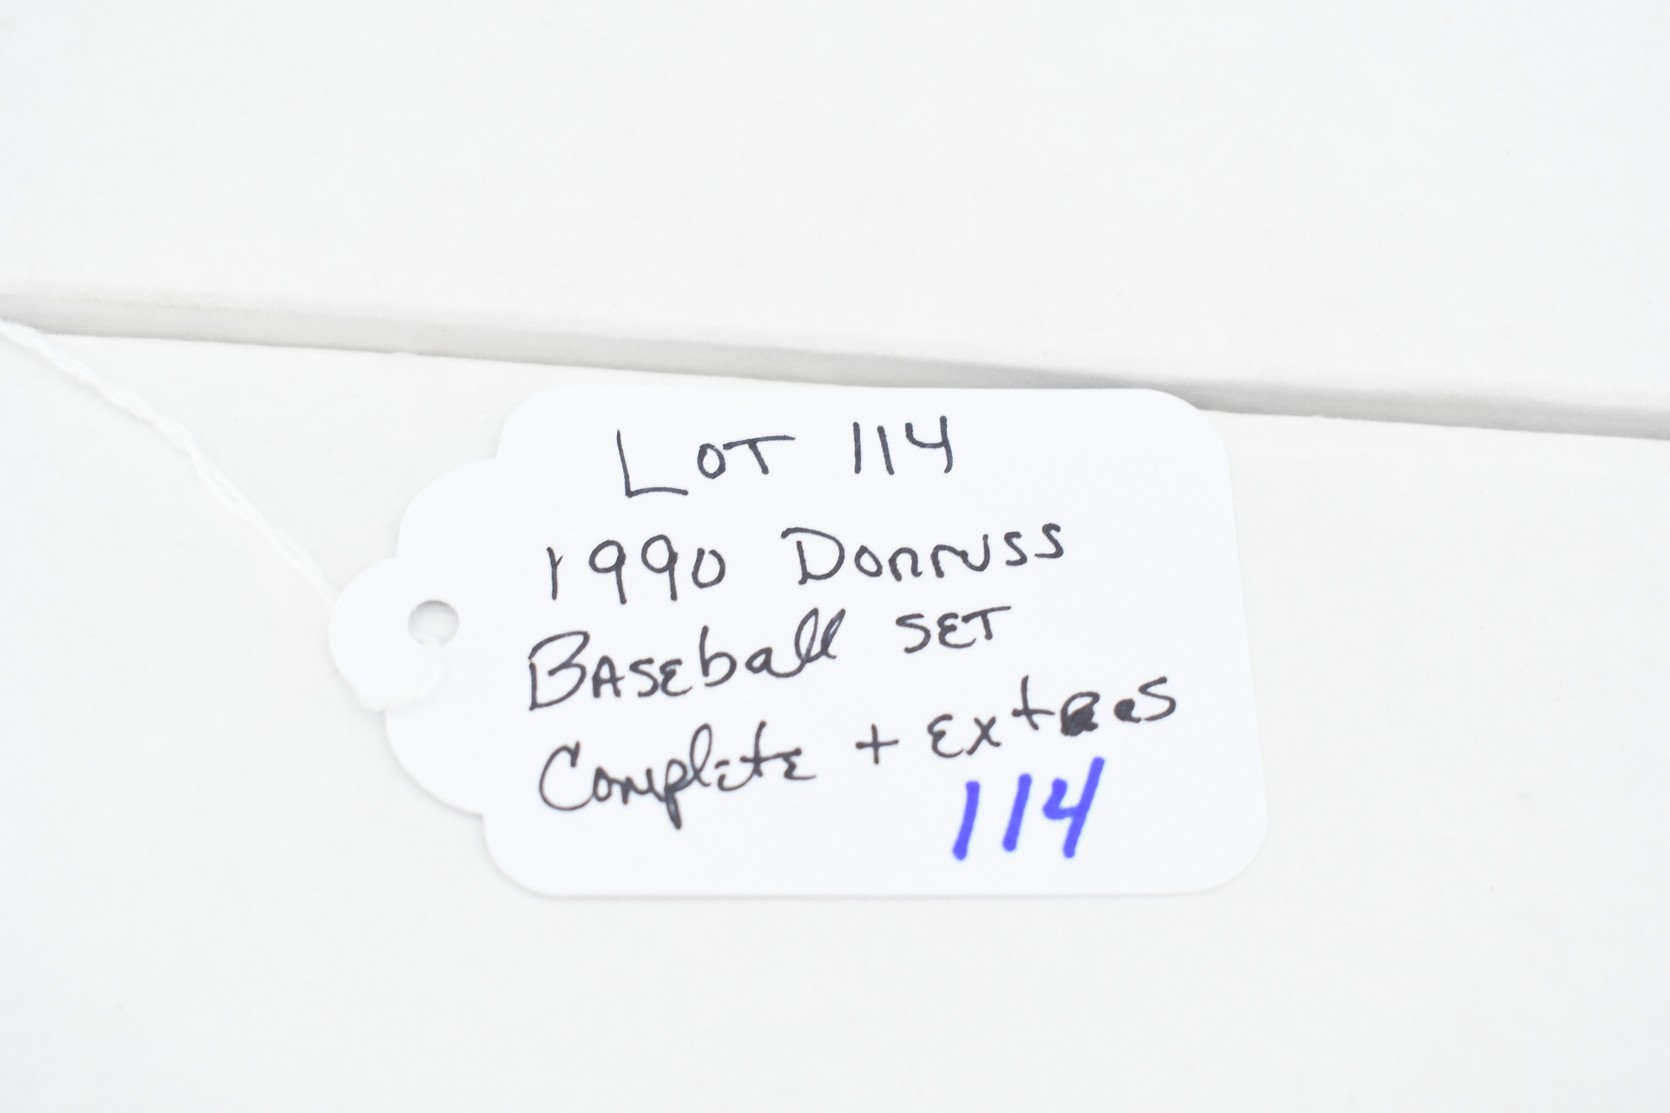 LOT 114
1990 Donruss
Baseball SET
Complete + Extras
114